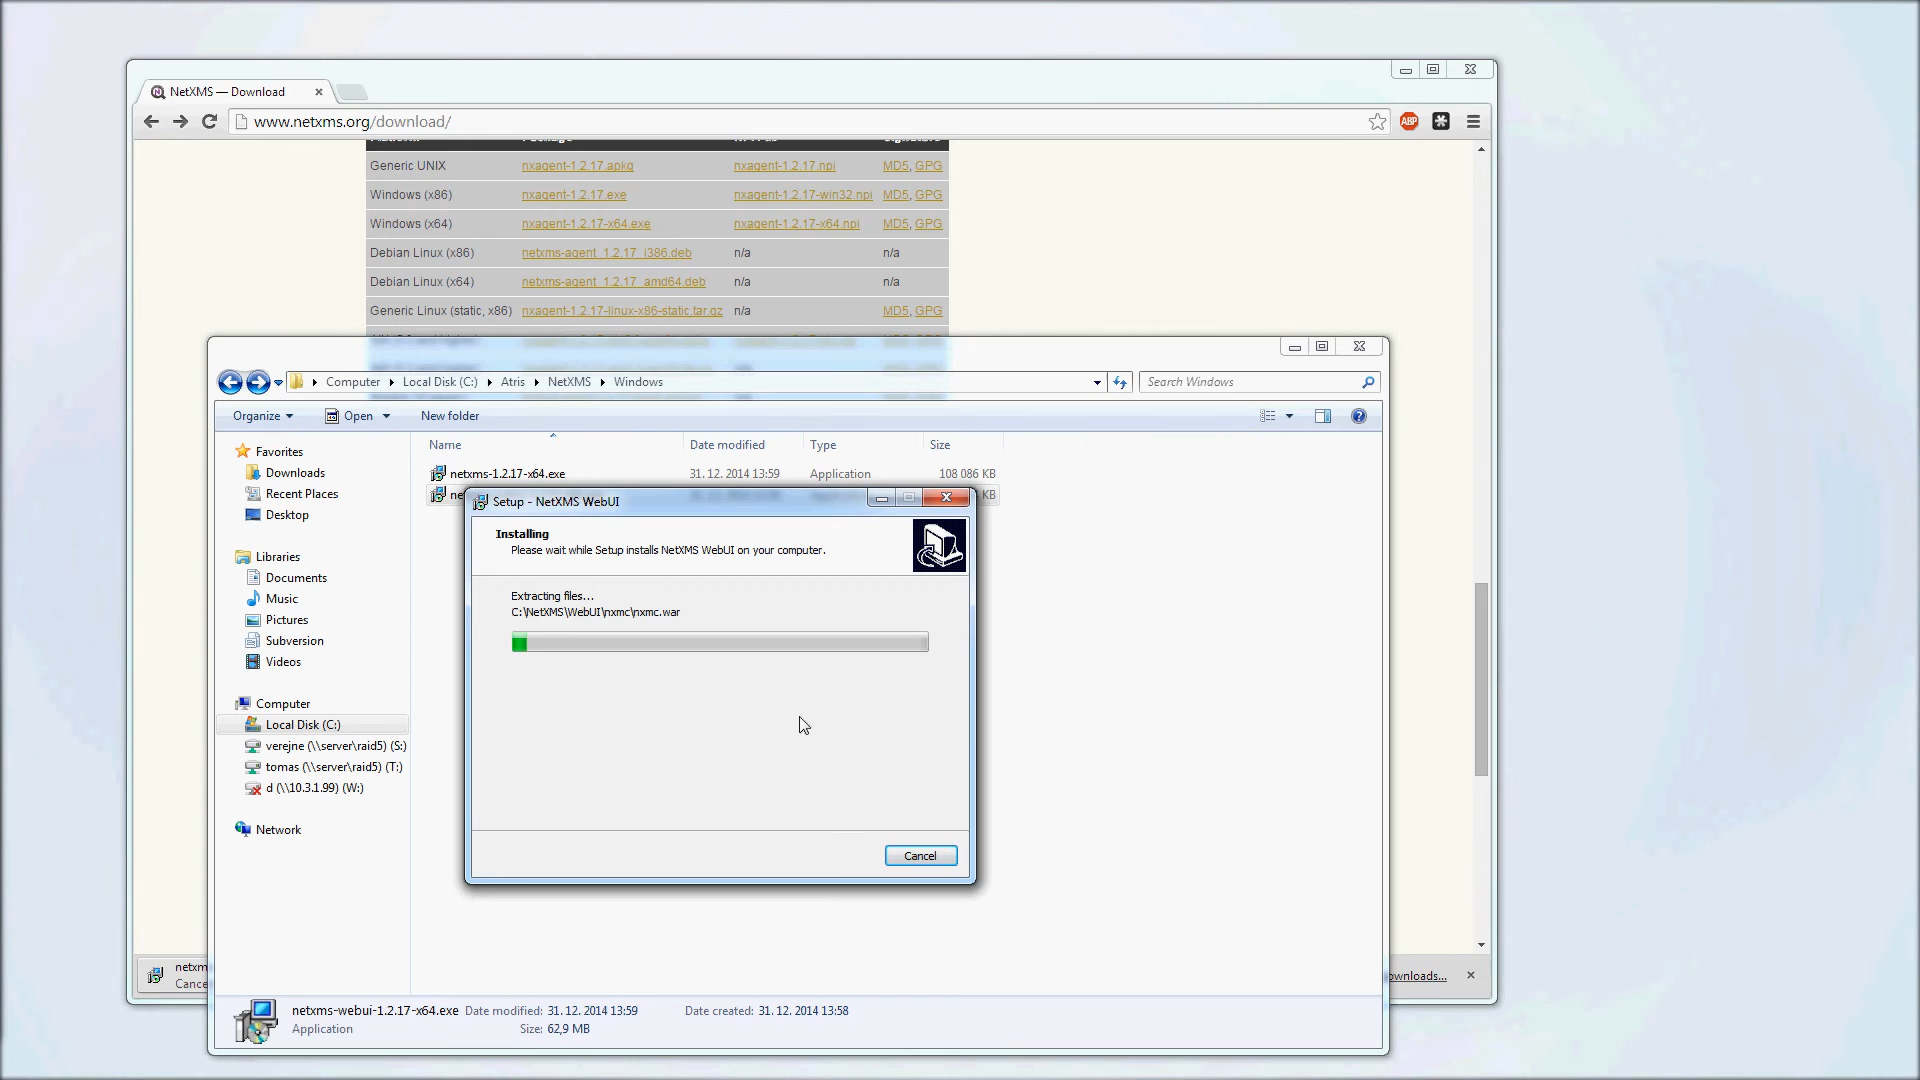 NetXMS — Download
www.netxms.org/download/
Generic UNIX nxagent-1.2.17.apkg nxagent-1.2.17.npi MD5, GPG
Windows (x86) nxagent-1.2.17.exe nxagent-1.2.17-win32.npi MD5, GPG
Windows (x64) nxagent-1.2.17-x64.exe nxagent-1.2.17-x64.npi MD5, GPG
Debian Linux (x86) netxms-agent_1.2.17_i386.deb n/a n/a
Debian Linux (x64) netxms-agent_1.2.17_amd64.deb n/a n/a
Generic Linux (static, x86) nxagent-1.2.17-linux-x86-static.tar.gz n/a MD5, GPG
Computer Local Disk (C:) Atris NetXMS Windows
Search Windows
Organize Open New folder
Name Date modified Type Size
Favorites
Downloads
Recent Places
Desktop
Libraries
Documents
Music
Pictures
Subversion
Videos
Computer
Local Disk (C:)
verejne (\\server\raid5) (S:)
tomas (\\server\raid5) (T:)
d (\\10.3.1.99) (W:)
Network
netxms-1.2.17-x64.exe 31. 12. 2014 13:59 Application 108 086 KB
ne KB
Setup - NetXMS WebUI
Installing
Please wait while Setup installs NetXMS WebUI on your computer.
Extracting files...
C:\NetXMS\WebUI\nxmc\nxmc.war
Cancel
netxm
Cance
ownloads...
netxms-webui-1.2.17-x64.exe Date modified: 31. 12. 2014 13:59 Date created: 31. 12. 2014 13:58
Application Size: 62,9 MB